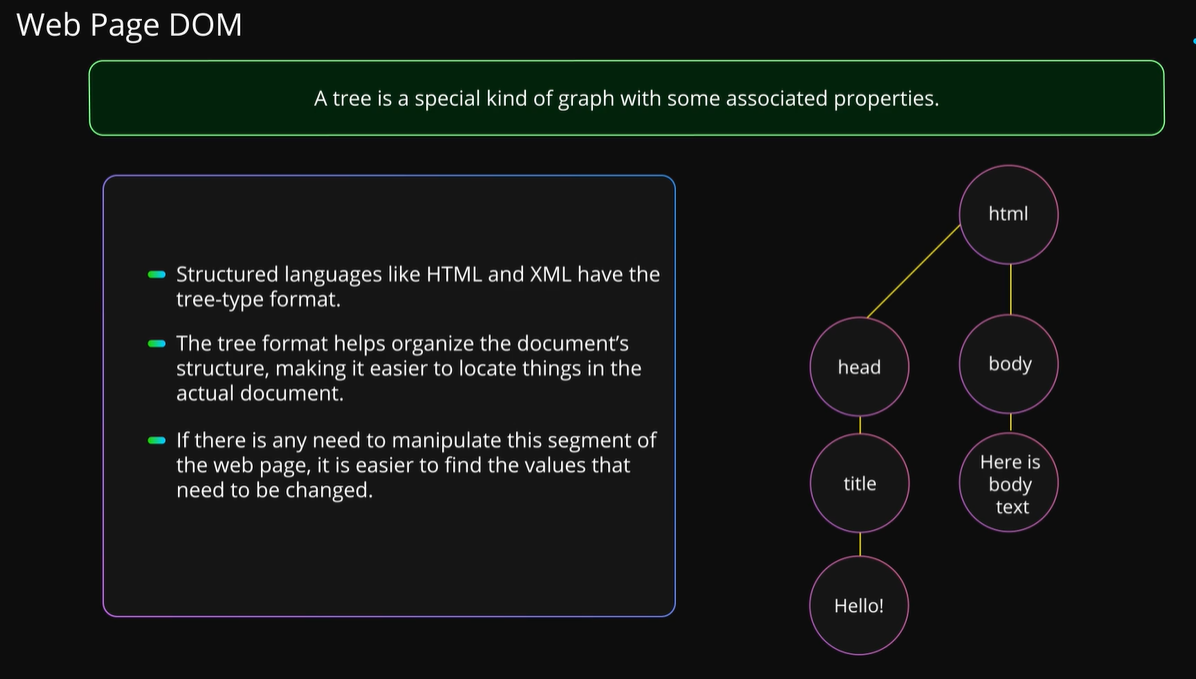 Web Page DOM
A tree is a special kind of graph with some associated properties.
Structured languages like HTML and XML have the
tree-type format.
The tree format helps organize the document’s
structure, making it easier to locate things in the
actual document.
If there is any need to manipulate this segment of
the web page, it is easier to find the values that
need to be changed.
html
head
body
title
Here is
body
text
Hello!